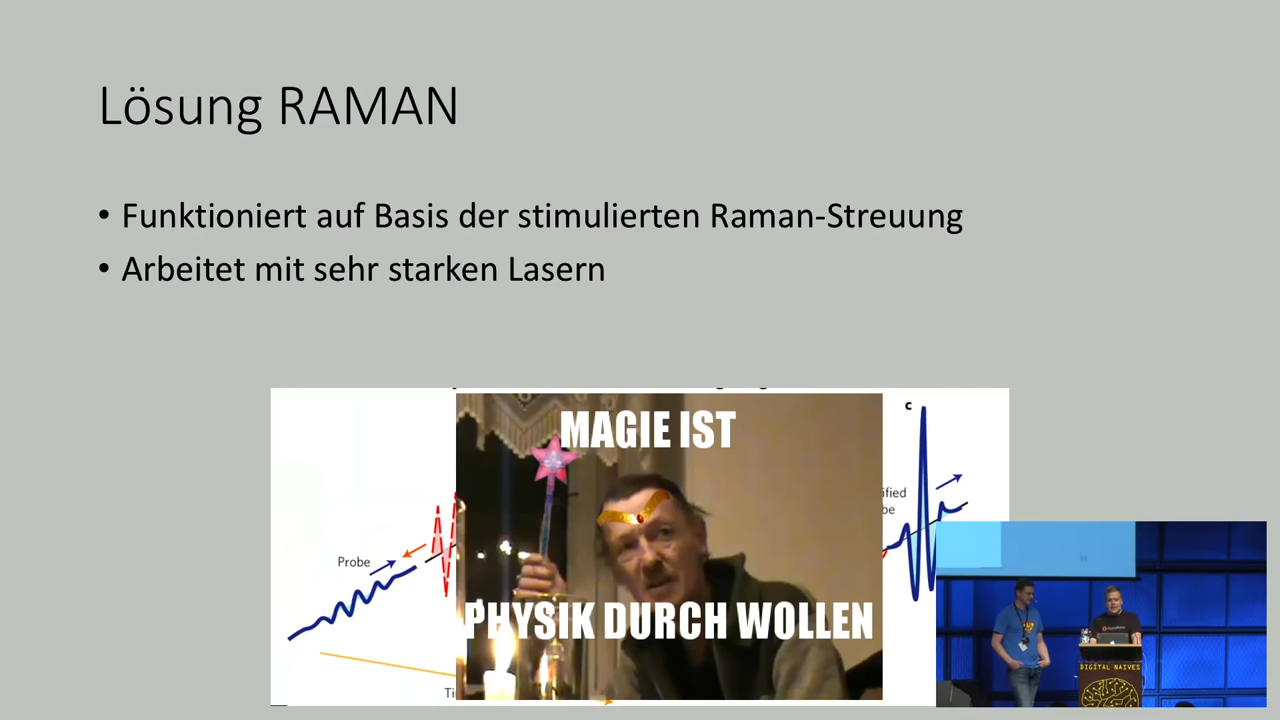 Lösung RAMAN
• Funktioniert auf Basis der stimulierten Raman-Streuung
• Arbeitet mit sehr starken Lasern
MAGIE IST
c
Probe
PHYSIK DURCH WOLLEN
DIGITAL NAIVES